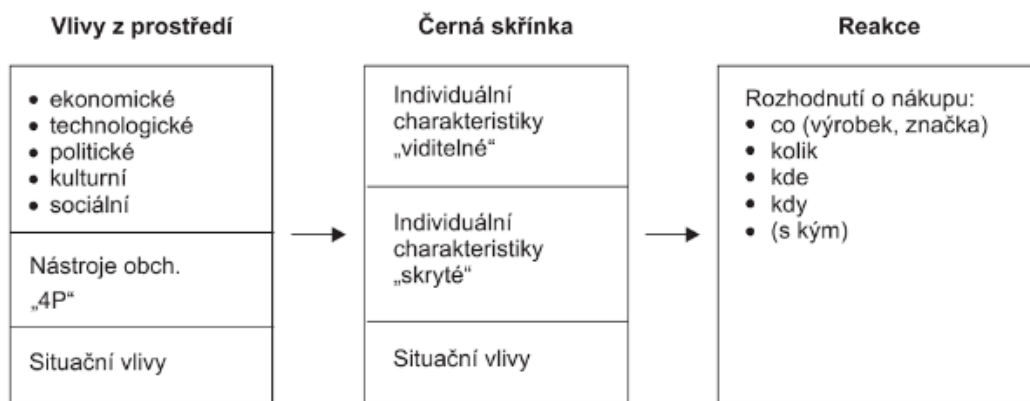 Vlivy z prostředí
• ekonomické
• technologické
• politické
• kulturní
• sociální
Nástroje obch.
„4P“
Situační vlivy
Černá skřínka
Individuální
charakteristiky
„viditelné“
Individuální
charakteristiky
„skryté“
Situační vlivy
Reakce
Rozhodnutí o nákupu:
• co (výrobek, značka)
• kolik
• kde
• kdy
• (s kým)